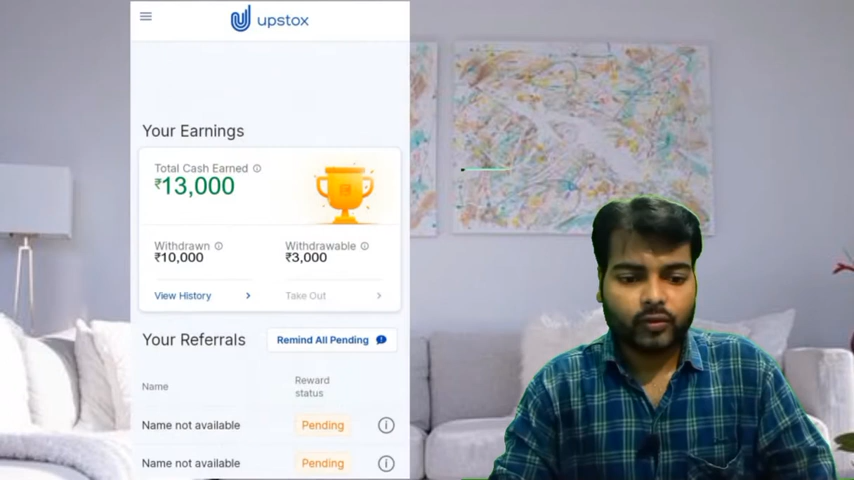 upstox
Your Earnings
Total Cash Earned
₹13,000
Withdrawn Withdrawable
₹10,000 ₹3,000
View History Take Out
Your Referrals Remind All Pending
Name Reward status
Name not available Pending
Name not available Pending